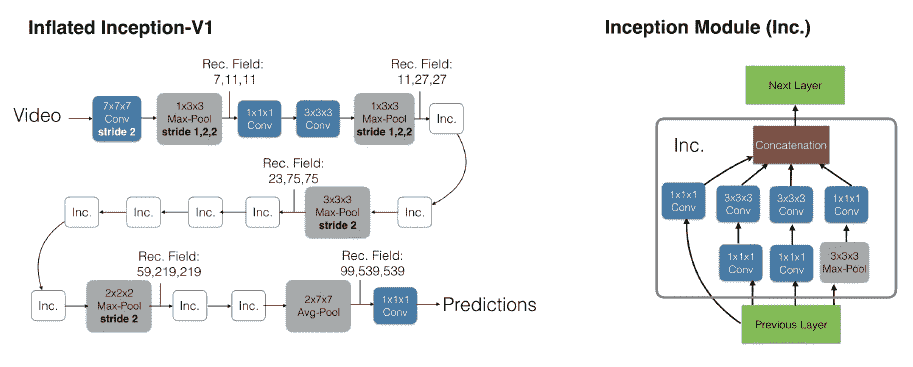 Inflated Inception-V1
Rec. Field:
7,11,11
Rec. Field:
11,27,27
Video
7x7x7
Conv
stride 2
1x3x3
Max-Pool
stride 1,2,2
1x1x1
Conv
3x3x3
Conv
1x3x3
Max-Pool
stride 1,2,2
Inc.
Rec. Field:
23,75,75
Inc.
Inc.
Inc.
Inc.
3x3x3
Max-Pool
stride 2
Inc.
Rec. Field:
59,219,219
Rec. Field:
99,539,539
Inc.
2x2x2
Max-Pool
stride 2
Inc.
Inc.
2x7x7
Avg-Pool
1x1x1
Conv
Predictions
Inception Module (Inc.)
Next Layer
Inc.
Concatenation
1x1x1
Conv
3x3x3
Conv
3x3x3
Conv
1x1x1
Conv
1x1x1
Conv
1x1x1
Conv
3x3x3
Max-Pool
Previous Layer